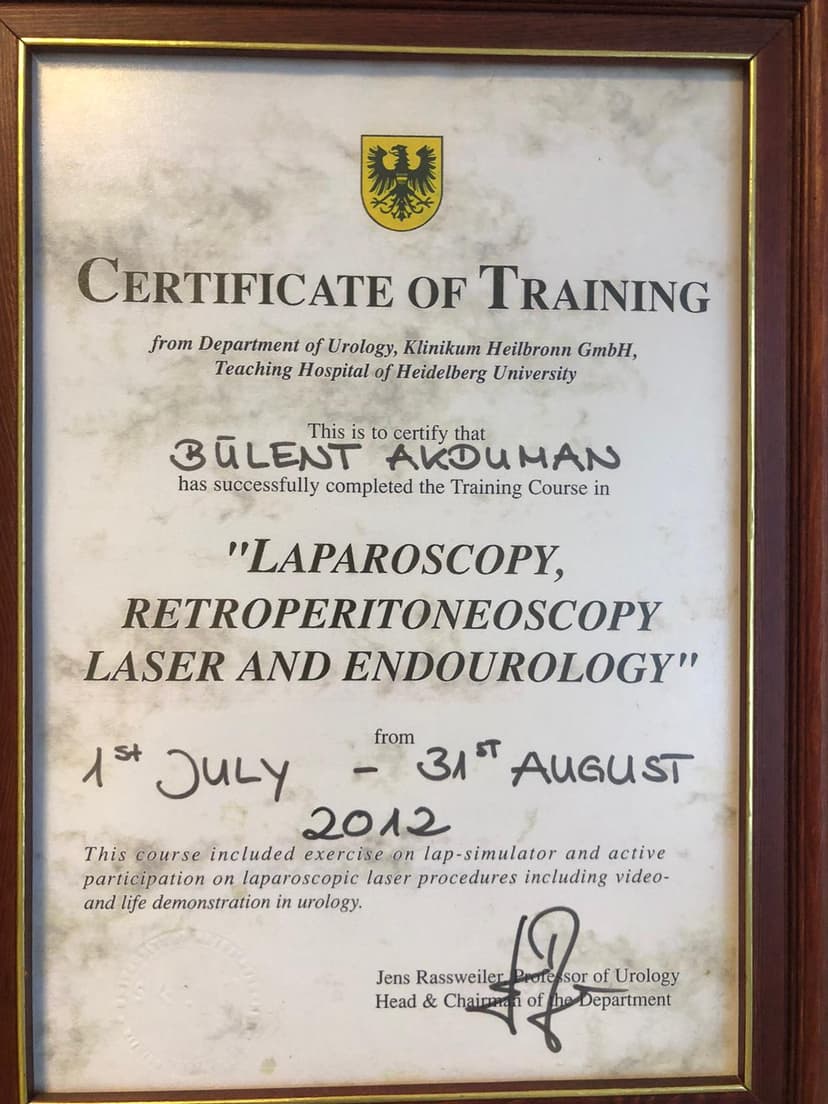 CERTIFICATE OF TRAINING
from Department of Urology, Klinikum Heilbronn GmbH,
Teaching Hospital of Heidelberg University
This is to certify that
BÜLENT AKDUMAN
has successfully completed the Training Course in
"LAPAROSCOPY,
RETROPERITONEOSCOPY
LASER AND ENDOUROLOGY"
from
1st JULY - 31ST AUGUST
2012
This course included exercise on lap-simulator and active
participation on laparoscopic laser procedures including video-
and life demonstration in urology.
Jens Rassweiler, Professor of Urology
Head & Chairman of the Department